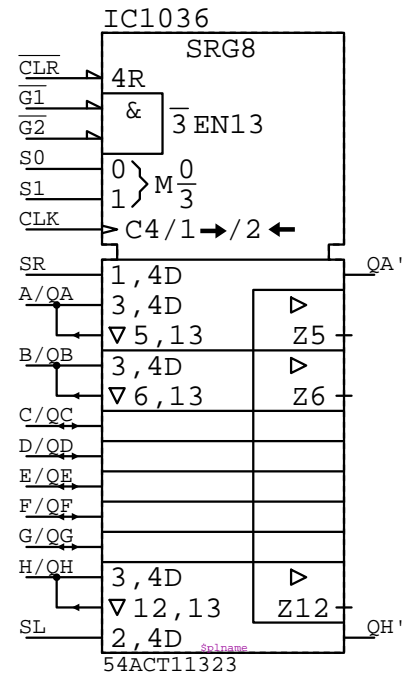 IC1036
SRG8
CLR 4R
G1 &
G2 3 EN13
S0 0 M 0
S1 1 3
CLK C4/1 →/2 ←
SR 1,4D QA'
A/QA 3,4D ▷
▽5,13 Z5
B/QB 3,4D ▷
▽6,13 Z6
C/QC
D/QD
E/QE
F/QF
G/QG
H/QH 3,4D ▷
▽12,13 Z12
SL 2,4D QH'
$plname
54ACT11323